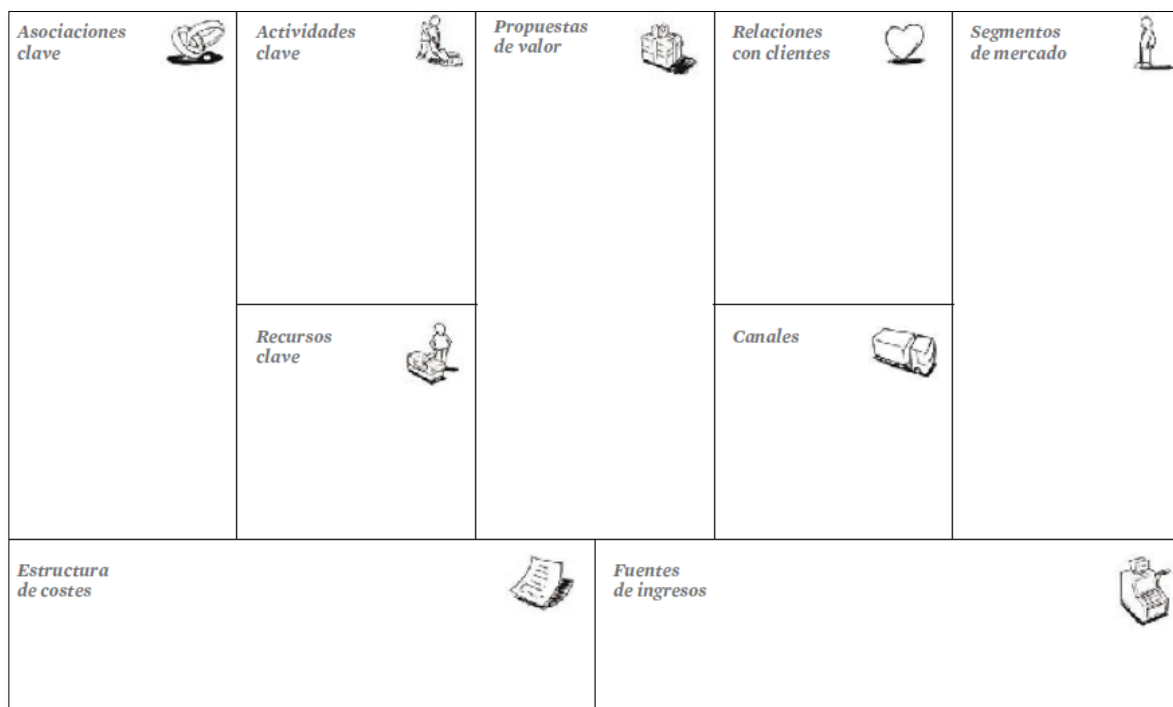 Asociaciones
clave
Actividades
clave
Propuestas
de valor
Relaciones
con clientes
Segmentos
de mercado
Recursos
clave
Canales
Estructura
de costes
Fuentes
de ingresos